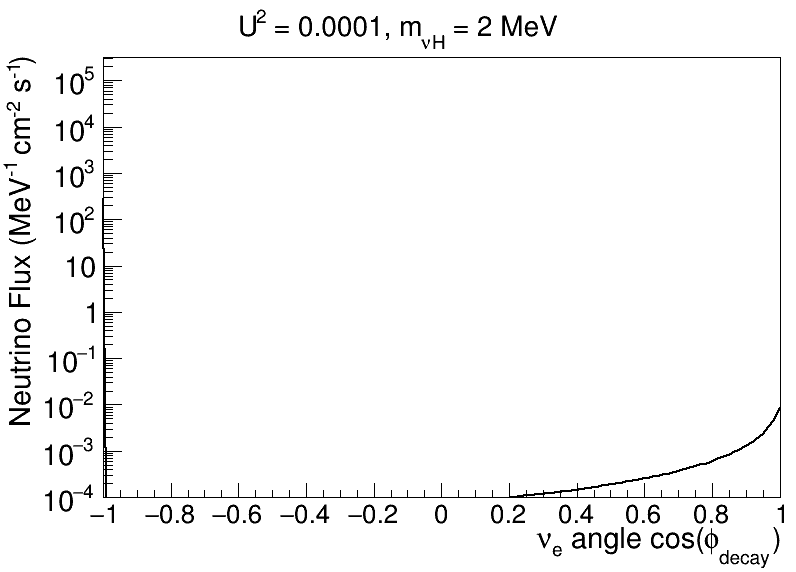 U² = 0.0001, m_νH = 2 MeV
Neutrino Flux (MeV⁻¹ cm⁻² s⁻¹)
10⁵
10⁴
10³
10²
10
1
10⁻¹
10⁻²
10⁻³
10⁻⁴
−1 −0.8 −0.6 −0.4 −0.2 0 0.2 0.4 0.6 0.8 1
ν_e angle cos(ϕ_decay)